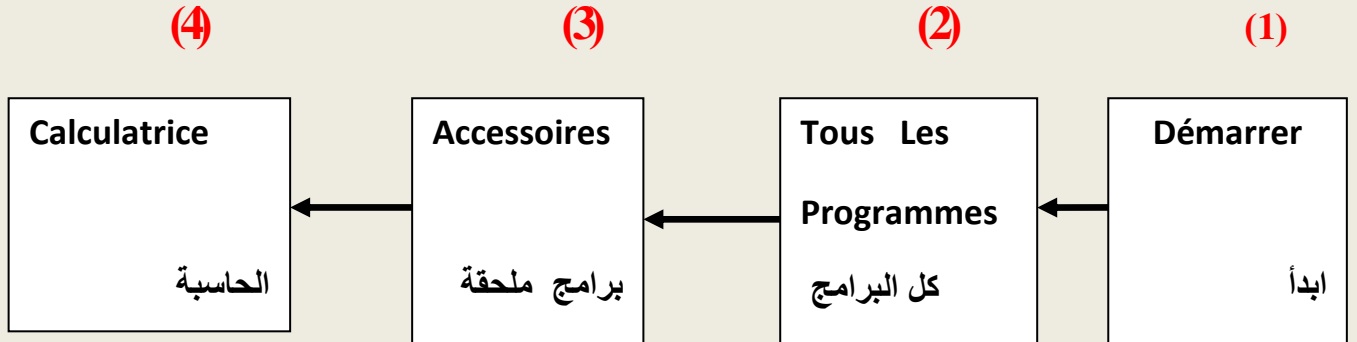 (1)
(2)
(3)
(4)
Démarrer
ابدأ
Tous Les
Programmes
كل البرامج
Accessoires
برامج ملحقة
Calculatrice
الحاسبة